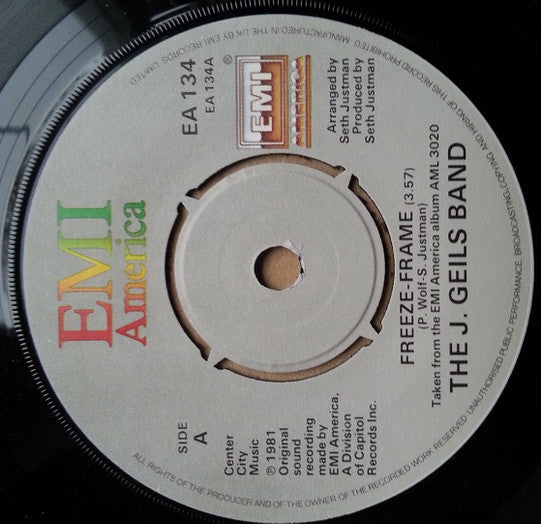 EMI
America
EA 134
EA 134A
®
EMI
AMERICA
Arranged by
Seth Justman
Produced by
Seth Justman
SIDE
A
Center
City
Music
℗ 1981
Original
sound
recording
made by
EMI America,
A Division
of Capitol
Records Inc.
FREEZE-FRAME (3.57)
(P. Wolf-S. Justman)
Taken from the EMI America album AML 3020
THE J. GEILS BAND
MANUFACTURED IN THE UK BY EMI RECORDS LIMITED
ALL RIGHTS OF THE PRODUCER AND OF THE OWNER OF THE RECORDED WORK RESERVED. UNAUTHORISED PUBLIC PERFORMANCE, BROADCASTING, COPYING AND HIRING OF THIS RECORD PROHIBITED